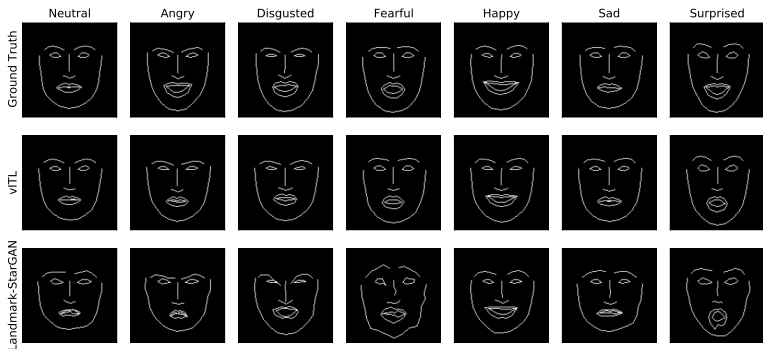 Neutral Angry Disgusted Fearful Happy Sad Surprised
Ground Truth
vITL
Landmark-StarGAN